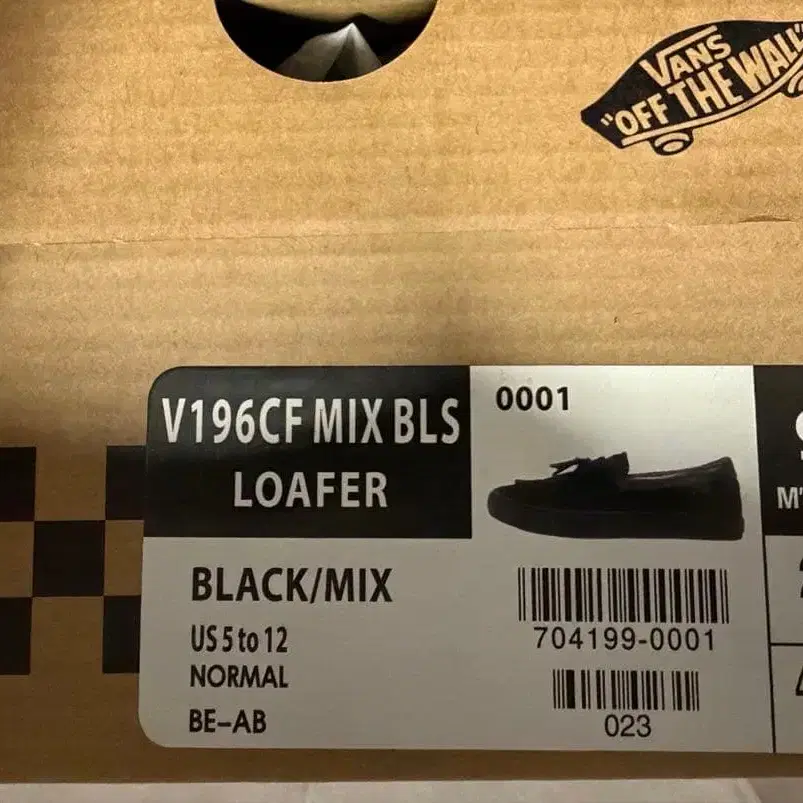 VANS
"OFF THE WALL"
V196CF MIX BLS
LOAFER
0001
BLACK/MIX
US 5 to 12
NORMAL
BE-AB
704199-0001
023